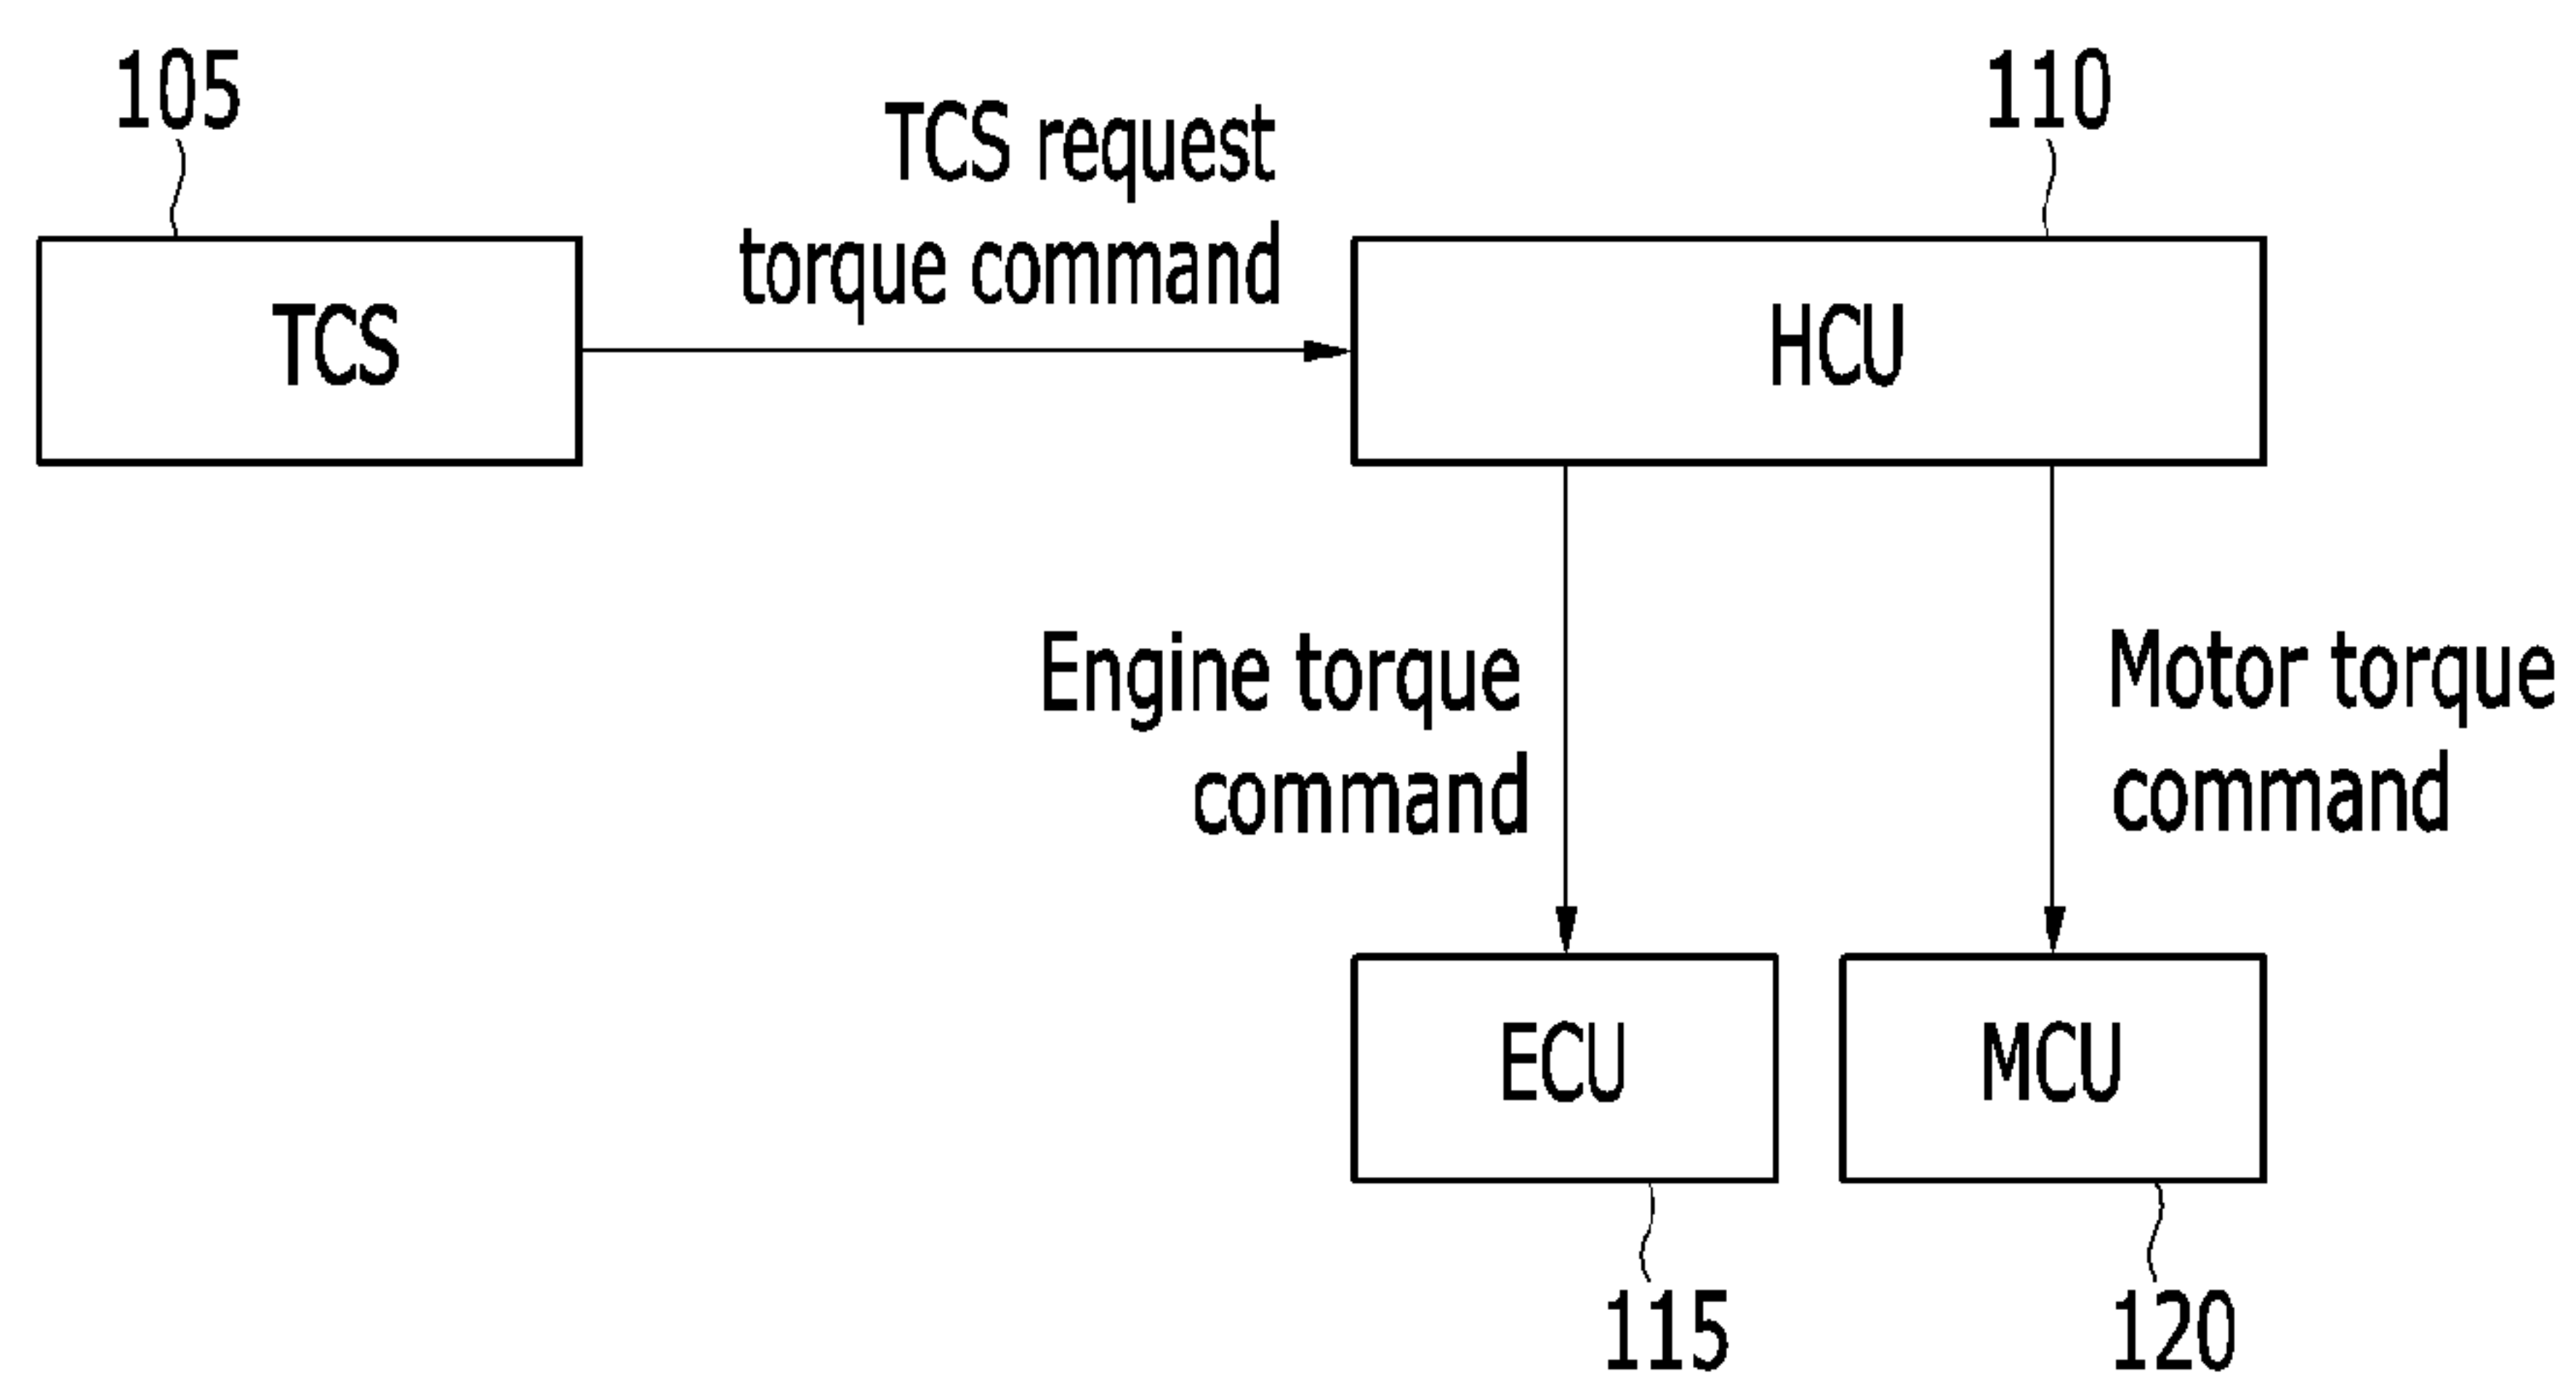 105
110
TCS request
torque command
TCS
HCU
Engine torque
command
Motor torque
command
ECU
MCU
115
120